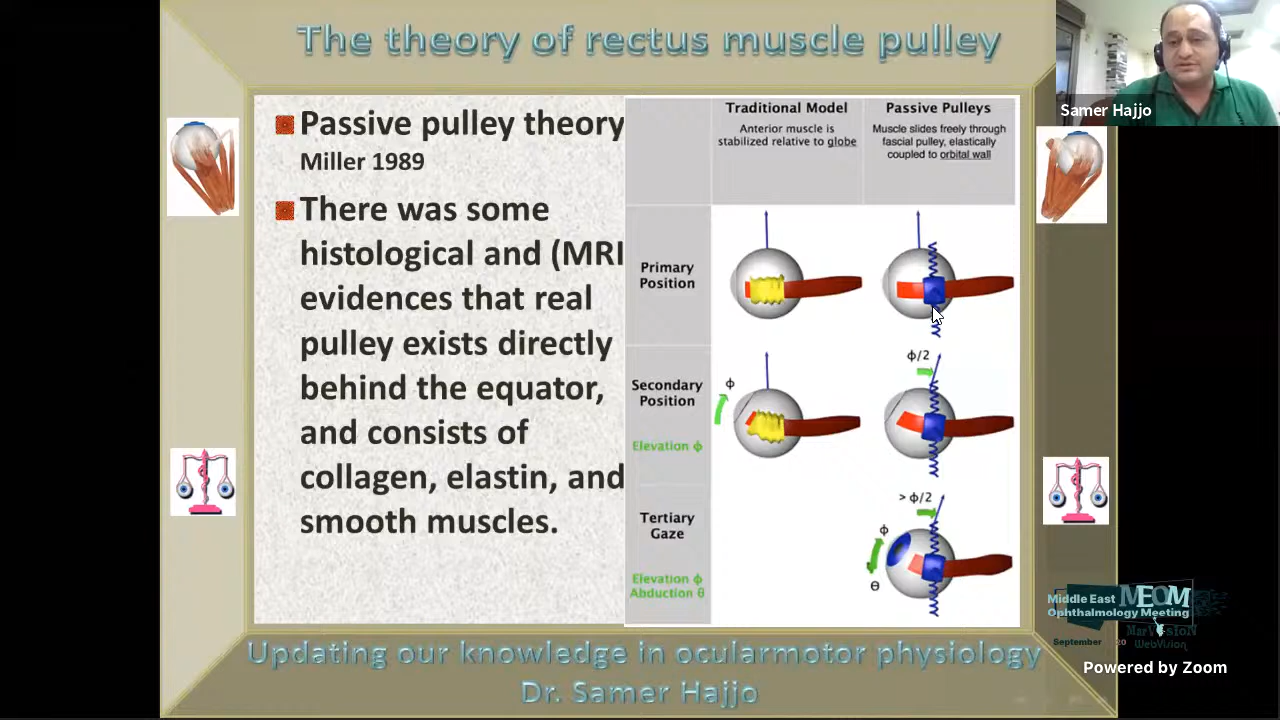 The theory of rectus muscle pulley
Samer Hajjo
Passive pulley theory
Miller 1989
There was some
histological and (MRI
evidences that real
pulley exists directly
behind the equator,
and consists of
collagen, elastin, and
smooth muscles.
Traditional Model
Anterior muscle is
stabilized relative to globe
Passive Pulleys
Muscle slides freely through
fascial pulley, elastically
coupled to orbital wall
Primary
Position
Secondary
Position
Elevation ϕ
ϕ
ϕ/2
Tertiary
Gaze
Elevation ϕ
Abduction θ
> ϕ/2
ϕ
θ
Updating our knowledge in ocularmotor physiology
Dr. Samer Hajjo
Middle East MEOM
Ophthalmology Meeting
MarVision
September 20 WebVision
Powered by Zoom